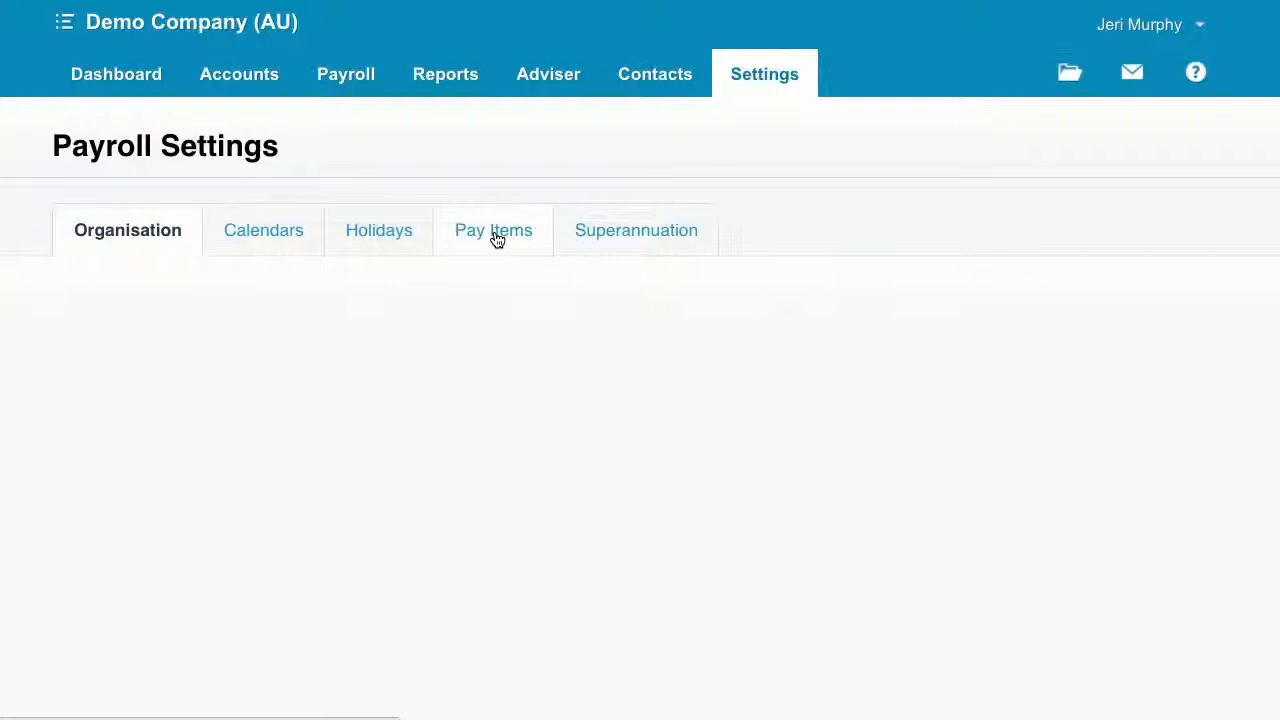 Demo Company (AU)
Jeri Murphy
Dashboard Accounts Payroll Reports Adviser Contacts Settings
?
Payroll Settings
Organisation Calendars Holidays Pay Items Superannuation